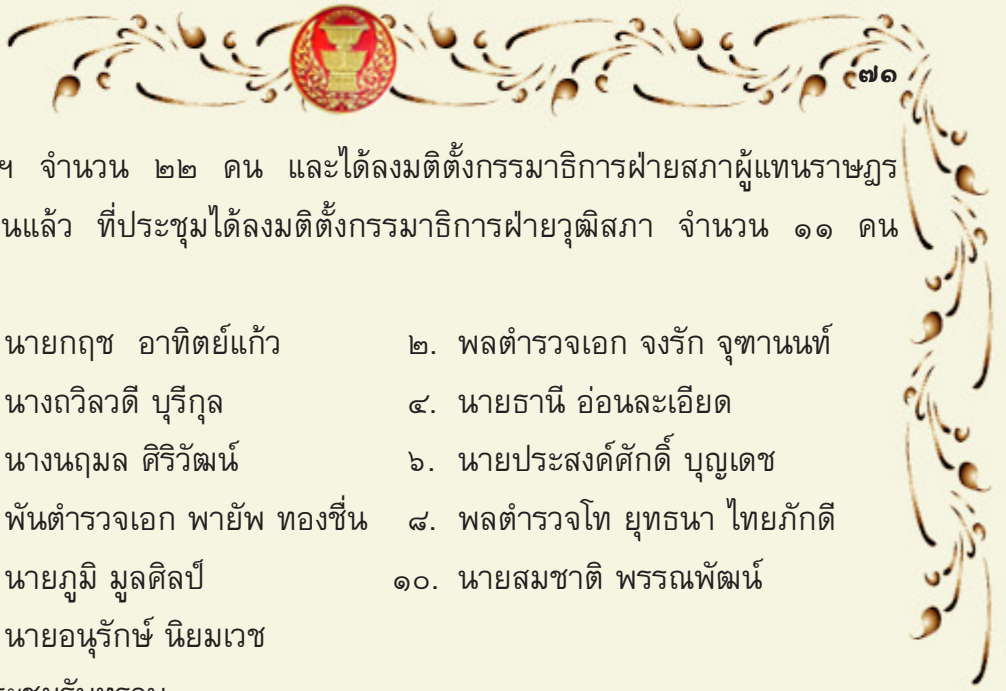 ๗๑
ฯ จำนวน ๒๒ คน และได้ลงมติตั้งกรรมาธิการฝ่ายสภาผู้แทนราษฎร
นแล้ว ที่ประชุมได้ลงมติตั้งกรรมาธิการฝ่ายวุฒิสภา จำนวน ๑๑ คน
นายกฤช อาทิตย์แก้ว ๒. พลตำรวจเอก จงรัก จุฑานนท์
นางถวิลวดี บุรีกุล ๔. นายธานี อ่อนละเอียด
นางนฤมล ศิริวัฒน์ ๖. นายประสงค์ศักดิ์ บุญเดช
พันตำรวจเอก พายัพ ทองชื่น ๘. พลตำรวจโท ยุทธนา ไทยภักดี
นายภูมิ มูลศิลป์ ๑๐. นายสมชาติ พรรณพัฒน์
นายอนุรักษ์ นิยมเวช